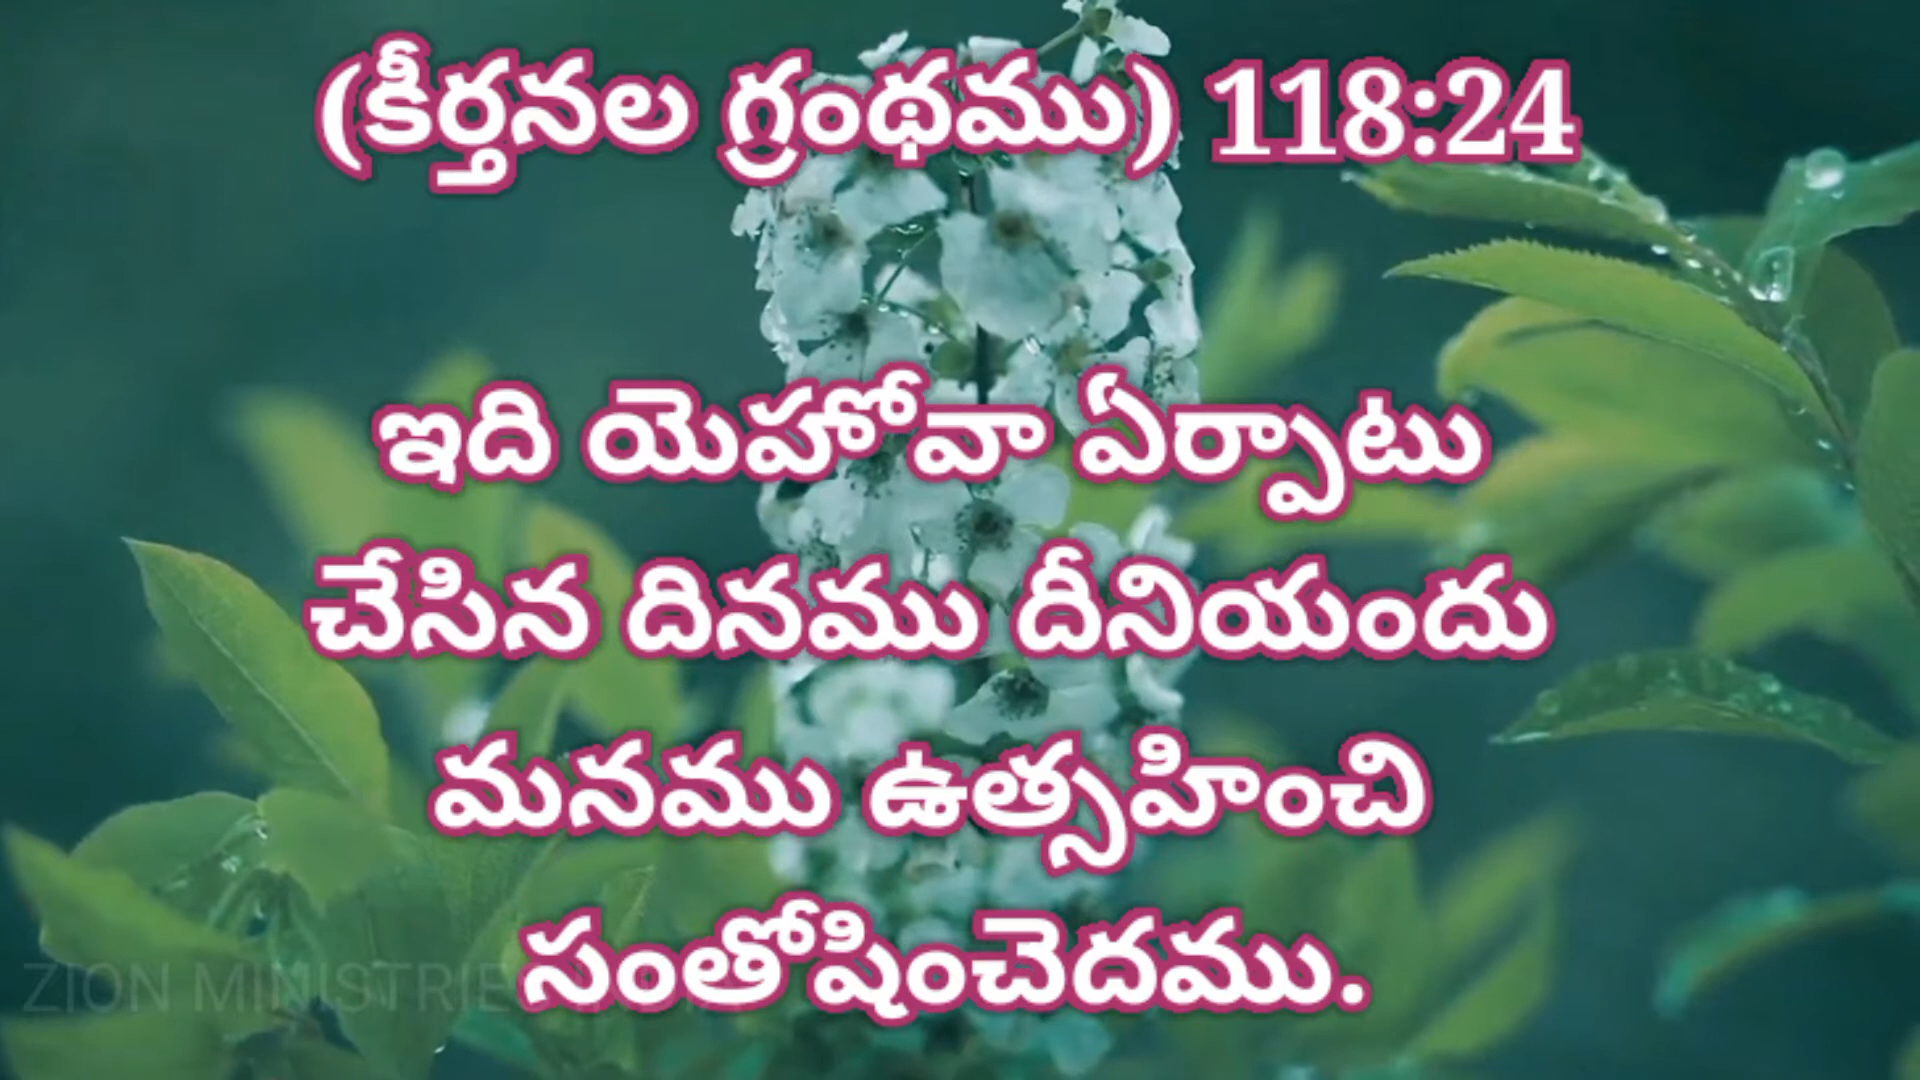 (కీర్తనల గ్రంథము) 118:24
ఇది యెహోవా ఏర్పాటు
చేసిన దినము దీనియందు
మనము ఉత్సహించి
సంతోషించెదము.
ZION MINISTRIE